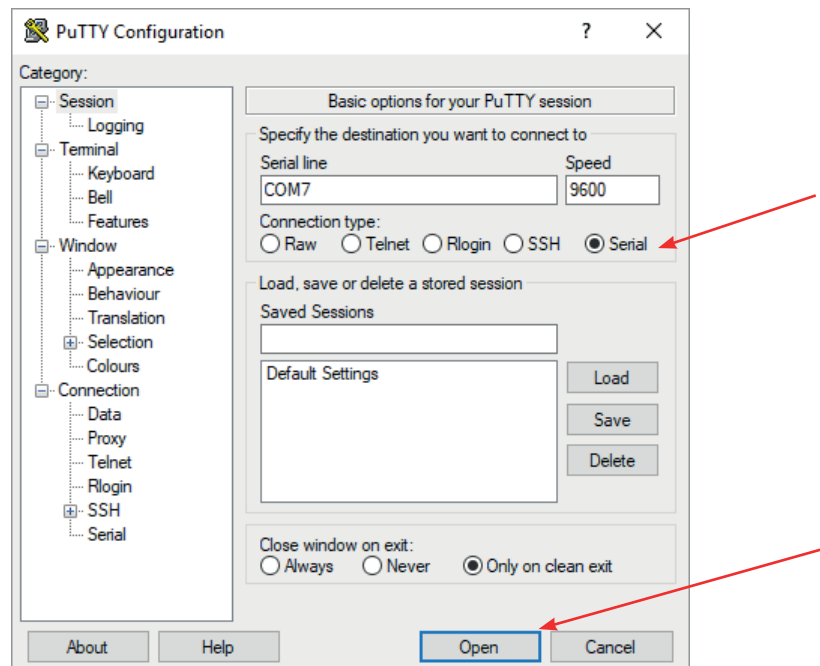 PuTTY Configuration
?
Category:
Session
Logging
Terminal
Keyboard
Bell
Features
Window
Appearance
Behaviour
Translation
Selection
Colours
Connection
Data
Proxy
Telnet
Rlogin
SSH
Serial
Basic options for your PuTTY session
Specify the destination you want to connect to
Serial line Speed
COM7 9600
Connection type:
Raw Telnet Rlogin SSH Serial
Load, save or delete a stored session
Saved Sessions
Default Settings
Load
Save
Delete
Close window on exit:
Always Never Only on clean exit
About Help Open Cancel